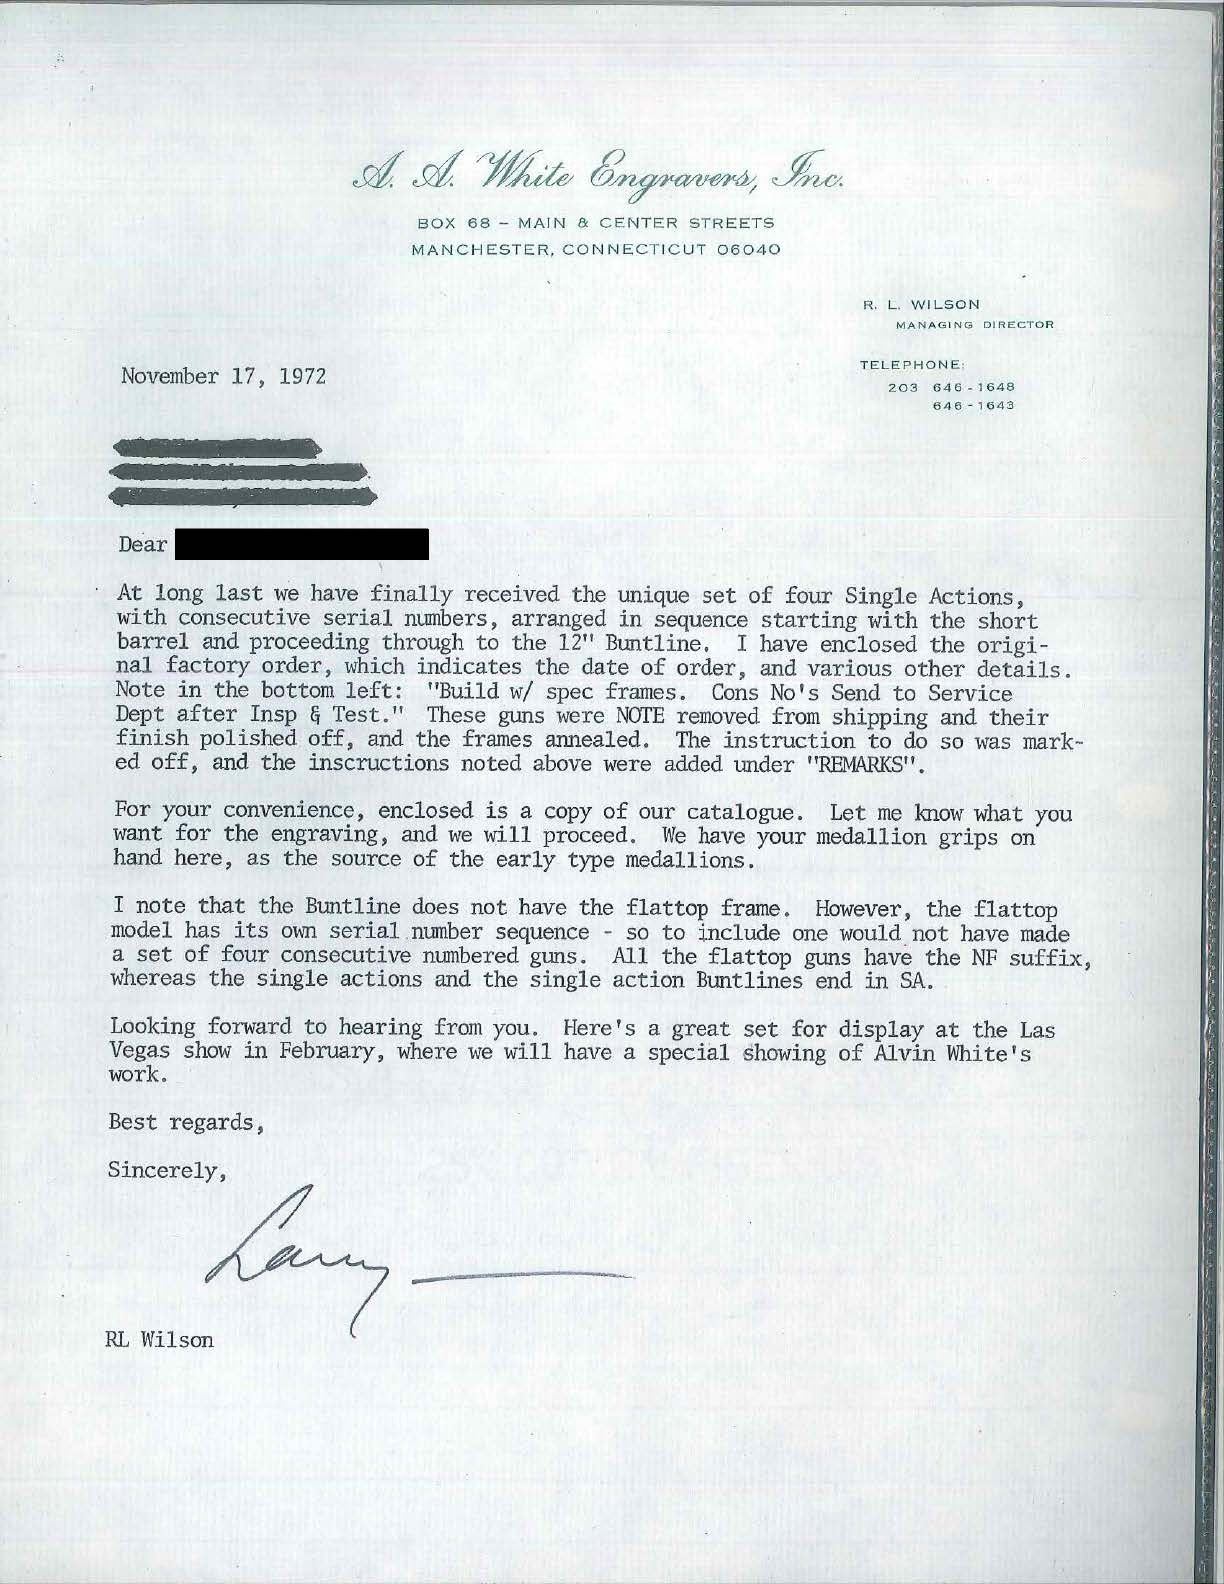 A. A. White Engravers, Inc.
BOX 68 – MAIN & CENTER STREETS
MANCHESTER, CONNECTICUT 06040
R. L. WILSON
MANAGING DIRECTOR
TELEPHONE:
203 646-1648
646-1643
November 17, 1972
Dear
At long last we have finally received the unique set of four Single Actions,
with consecutive serial numbers, arranged in sequence starting with the short
barrel and proceeding through to the 12" Buntline. I have enclosed the origi-
nal factory order, which indicates the date of order, and various other details.
Note in the bottom left: "Build w/ spec frames. Cons No's Send to Service
Dept after Insp & Test." These guns were NOTE removed from shipping and their
finish polished off, and the frames annealed. The instruction to do so was mark-
ed off, and the inscructions noted above were added under "REMARKS".
For your convenience, enclosed is a copy of our catalogue. Let me know what you
want for the engraving, and we will proceed. We have your medallion grips on
hand here, as the source of the early type medallions.
I note that the Buntline does not have the flattop frame. However, the flattop
model has its own serial number sequence - so to include one would not have made
a set of four consecutive numbered guns. All the flattop guns have the NF suffix,
whereas the single actions and the single action Buntlines end in SA.
Looking forward to hearing from you. Here's a great set for display at the Las
Vegas show in February, where we will have a special showing of Alvin White's
work.
Best regards,
Sincerely,
Larry
RL Wilson